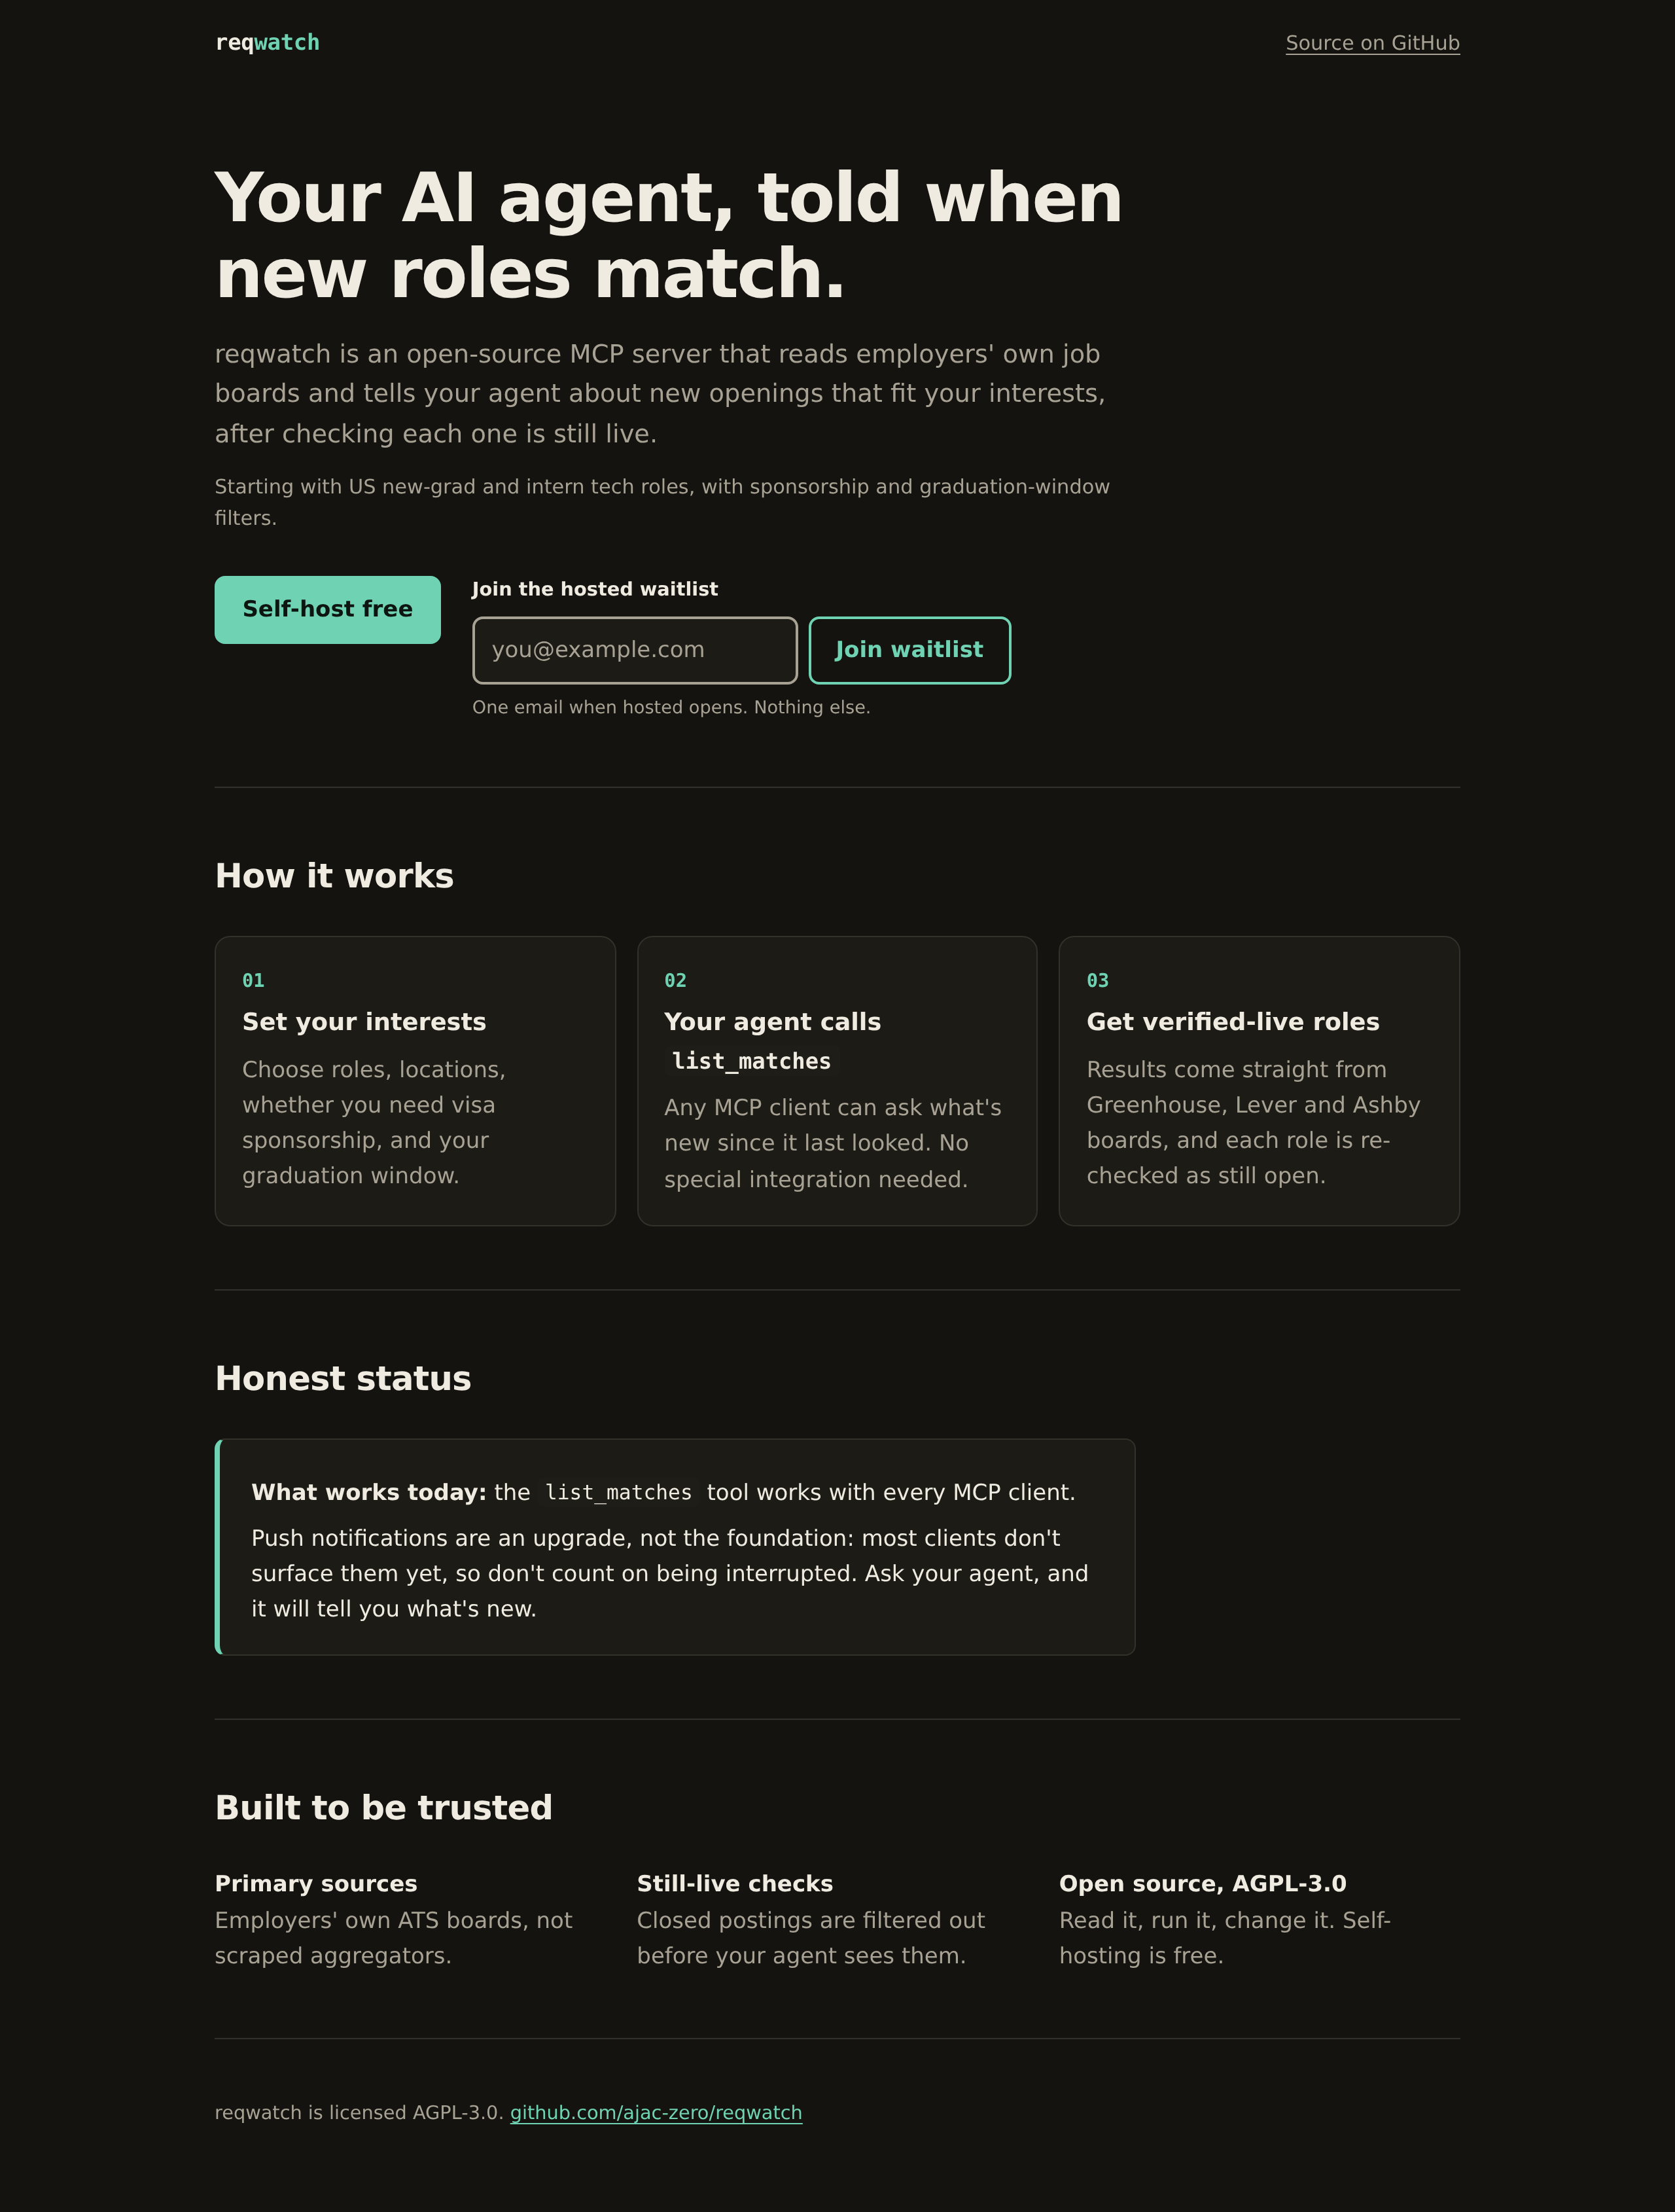 reqwatch
Source on GitHub
Your AI agent, told when
new roles match.
reqwatch is an open-source MCP server that reads employers' own job
boards and tells your agent about new openings that fit your interests,
after checking each one is still live.
Starting with US new-grad and intern tech roles, with sponsorship and graduation-window
filters.
Self-host free
Join the hosted waitlist
you@example.com
Join waitlist
One email when hosted opens. Nothing else.
How it works
01
Set your interests
Choose roles, locations,
whether you need visa
sponsorship, and your
graduation window.
02
Your agent calls
list_matches
Any MCP client can ask what's
new since it last looked. No
special integration needed.
03
Get verified-live roles
Results come straight from
Greenhouse, Lever and Ashby
boards, and each role is re-
checked as still open.
Honest status
What works today: the list_matches tool works with every MCP client.
Push notifications are an upgrade, not the foundation: most clients don't
surface them yet, so don't count on being interrupted. Ask your agent, and
it will tell you what's new.
Built to be trusted
Primary sources
Employers' own ATS boards, not
scraped aggregators.
Still-live checks
Closed postings are filtered out
before your agent sees them.
Open source, AGPL-3.0
Read it, run it, change it. Self-
hosting is free.
reqwatch is licensed AGPL-3.0. github.com/ajac-zero/reqwatch